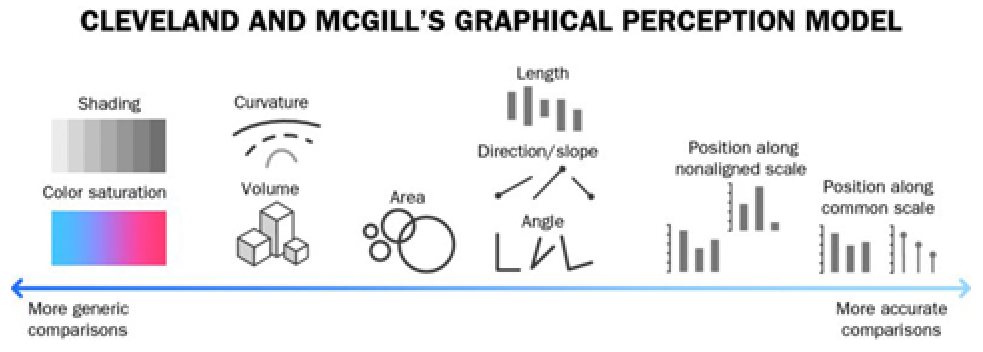 CLEVELAND AND MCGILL'S GRAPHICAL PERCEPTION MODEL
Shading
Color saturation
Curvature
Volume
Area
Length
Direction/slope
Angle
Position along
nonaligned scale
Position along
common scale
More generic
comparisons
More accurate
comparisons